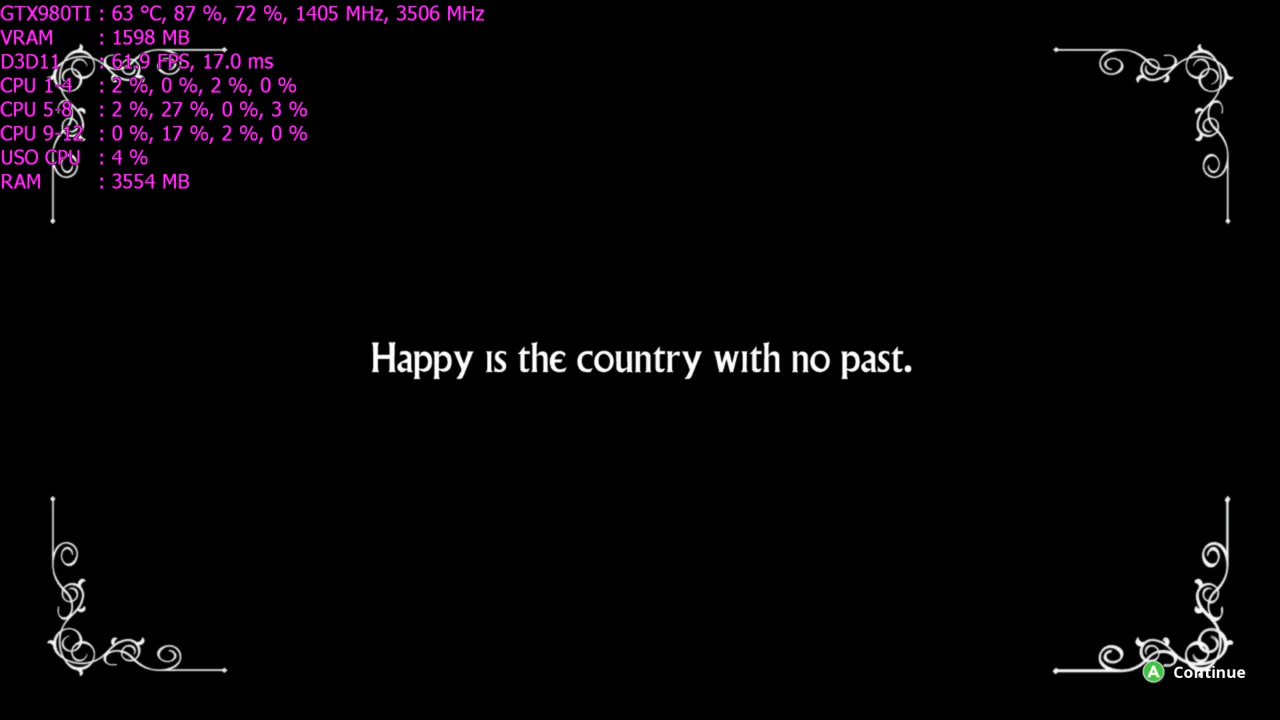 GTX980TI : 63 °C, 87 %, 72 %, 1405 MHz, 3506 MHz
VRAM : 1598 MB
D3D11 : 61.9 FPS, 17.0 ms
CPU 1-4 : 2 %, 0 %, 2 %, 0 %
CPU 5-8 : 2 %, 27 %, 0 %, 3 %
CPU 9-12 : 0 %, 17 %, 2 %, 0 %
USO CPU : 4 %
RAM : 3554 MB
Happy is the country with no past.
A Continue